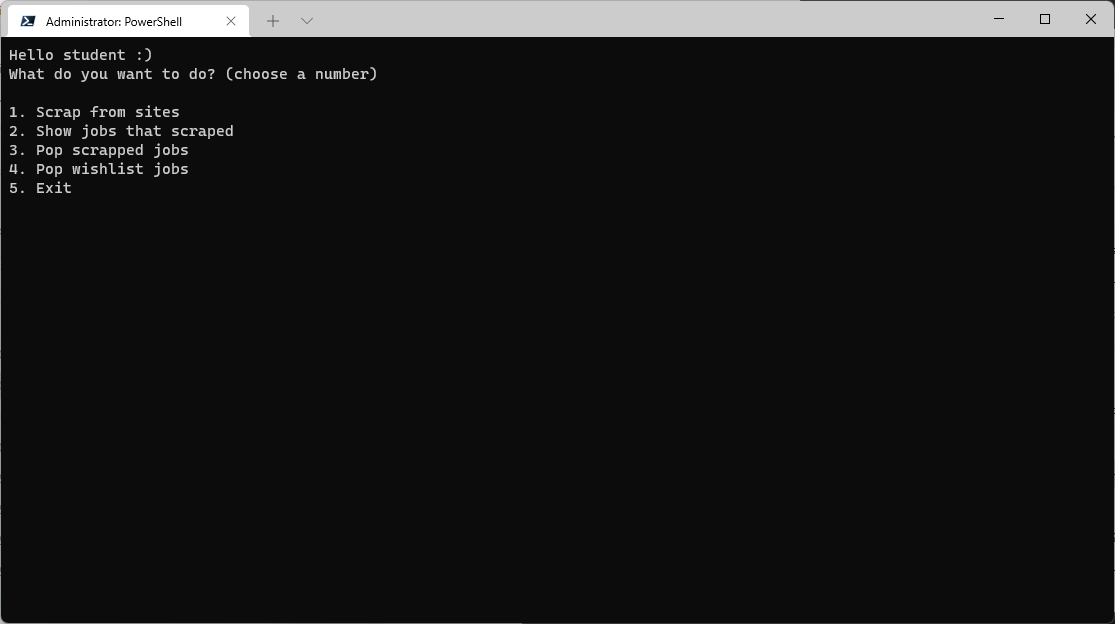 Administrator: PowerShell
Hello student :)
What do you want to do? (choose a number)
1. Scrap from sites
2. Show jobs that scraped
3. Pop scrapped jobs
4. Pop wishlist jobs
5. Exit